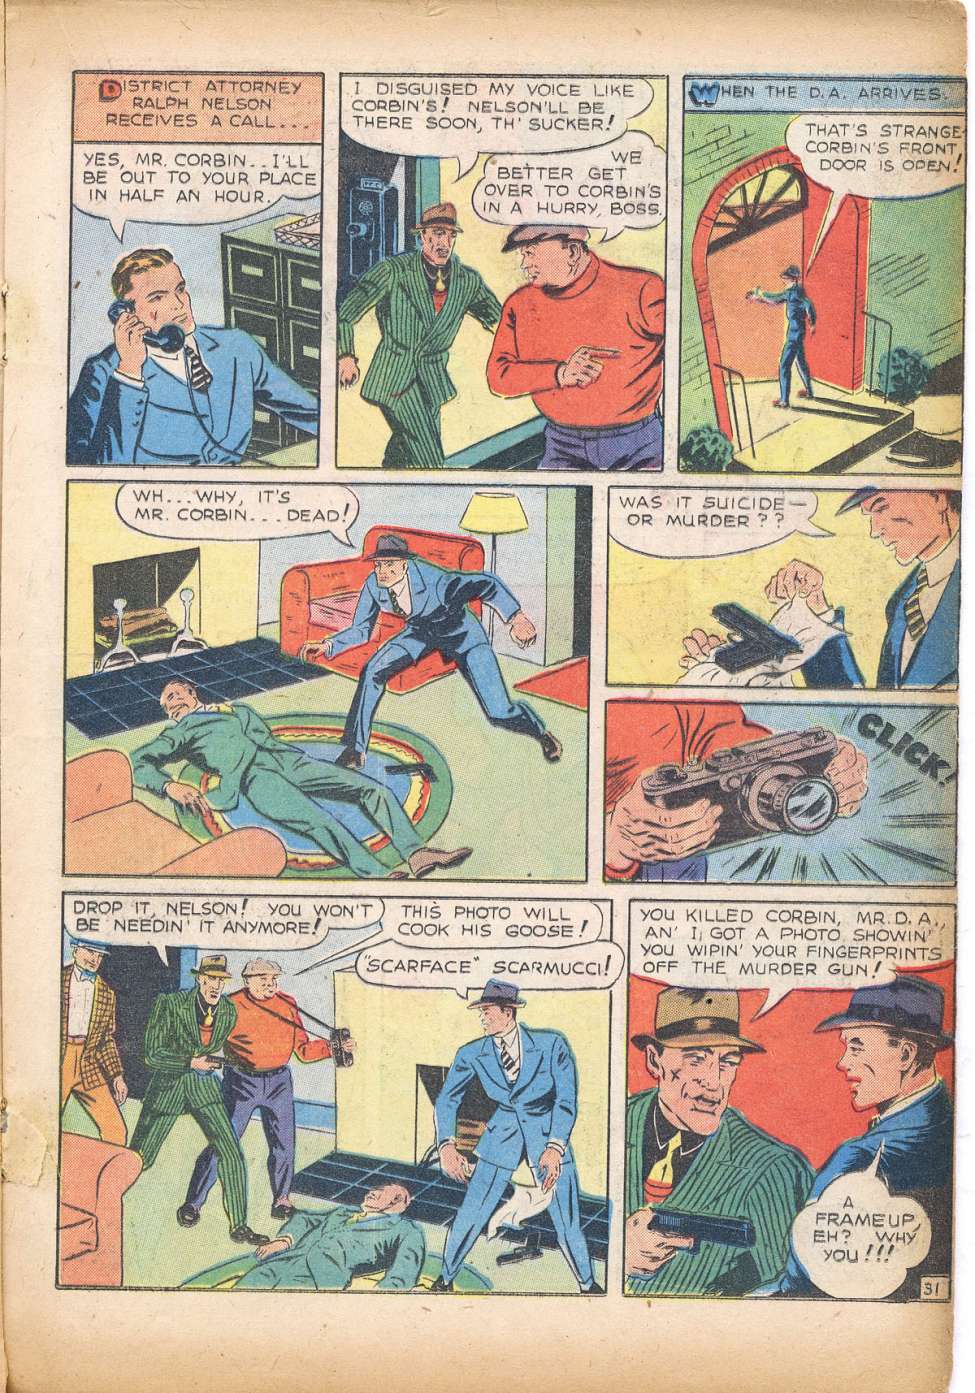 DISTRICT ATTORNEY
RALPH NELSON
RECEIVES A CALL...
YES, MR. CORBIN.. I'LL
BE OUT TO YOUR PLACE
IN HALF AN HOUR.
I DISGUISED MY VOICE LIKE
CORBIN'S! NELSON'LL BE
THERE SOON, TH' SUCKER!
WE
BETTER GET
OVER TO CORBIN'S
IN A HURRY, BOSS.
WHEN THE D.A. ARRIVES..
THAT'S STRANGE-
CORBIN'S FRONT
DOOR IS OPEN!
WH...WHY, IT'S
MR. CORBIN...DEAD!
WAS IT SUICIDE—
OR MURDER??
CLICK!
DROP IT, NELSON! YOU WON'T
BE NEEDIN' IT ANYMORE!
THIS PHOTO WILL
COOK HIS GOOSE!
"SCARFACE" SCARMUCCI!
YOU KILLED CORBIN, MR. D.A,
AN' I GOT A PHOTO SHOWIN'
YOU WIPIN' YOUR FINGERPRINTS
OFF THE MURDER GUN!
A
FRAMEUP,
EH? WHY
YOU!!!
31